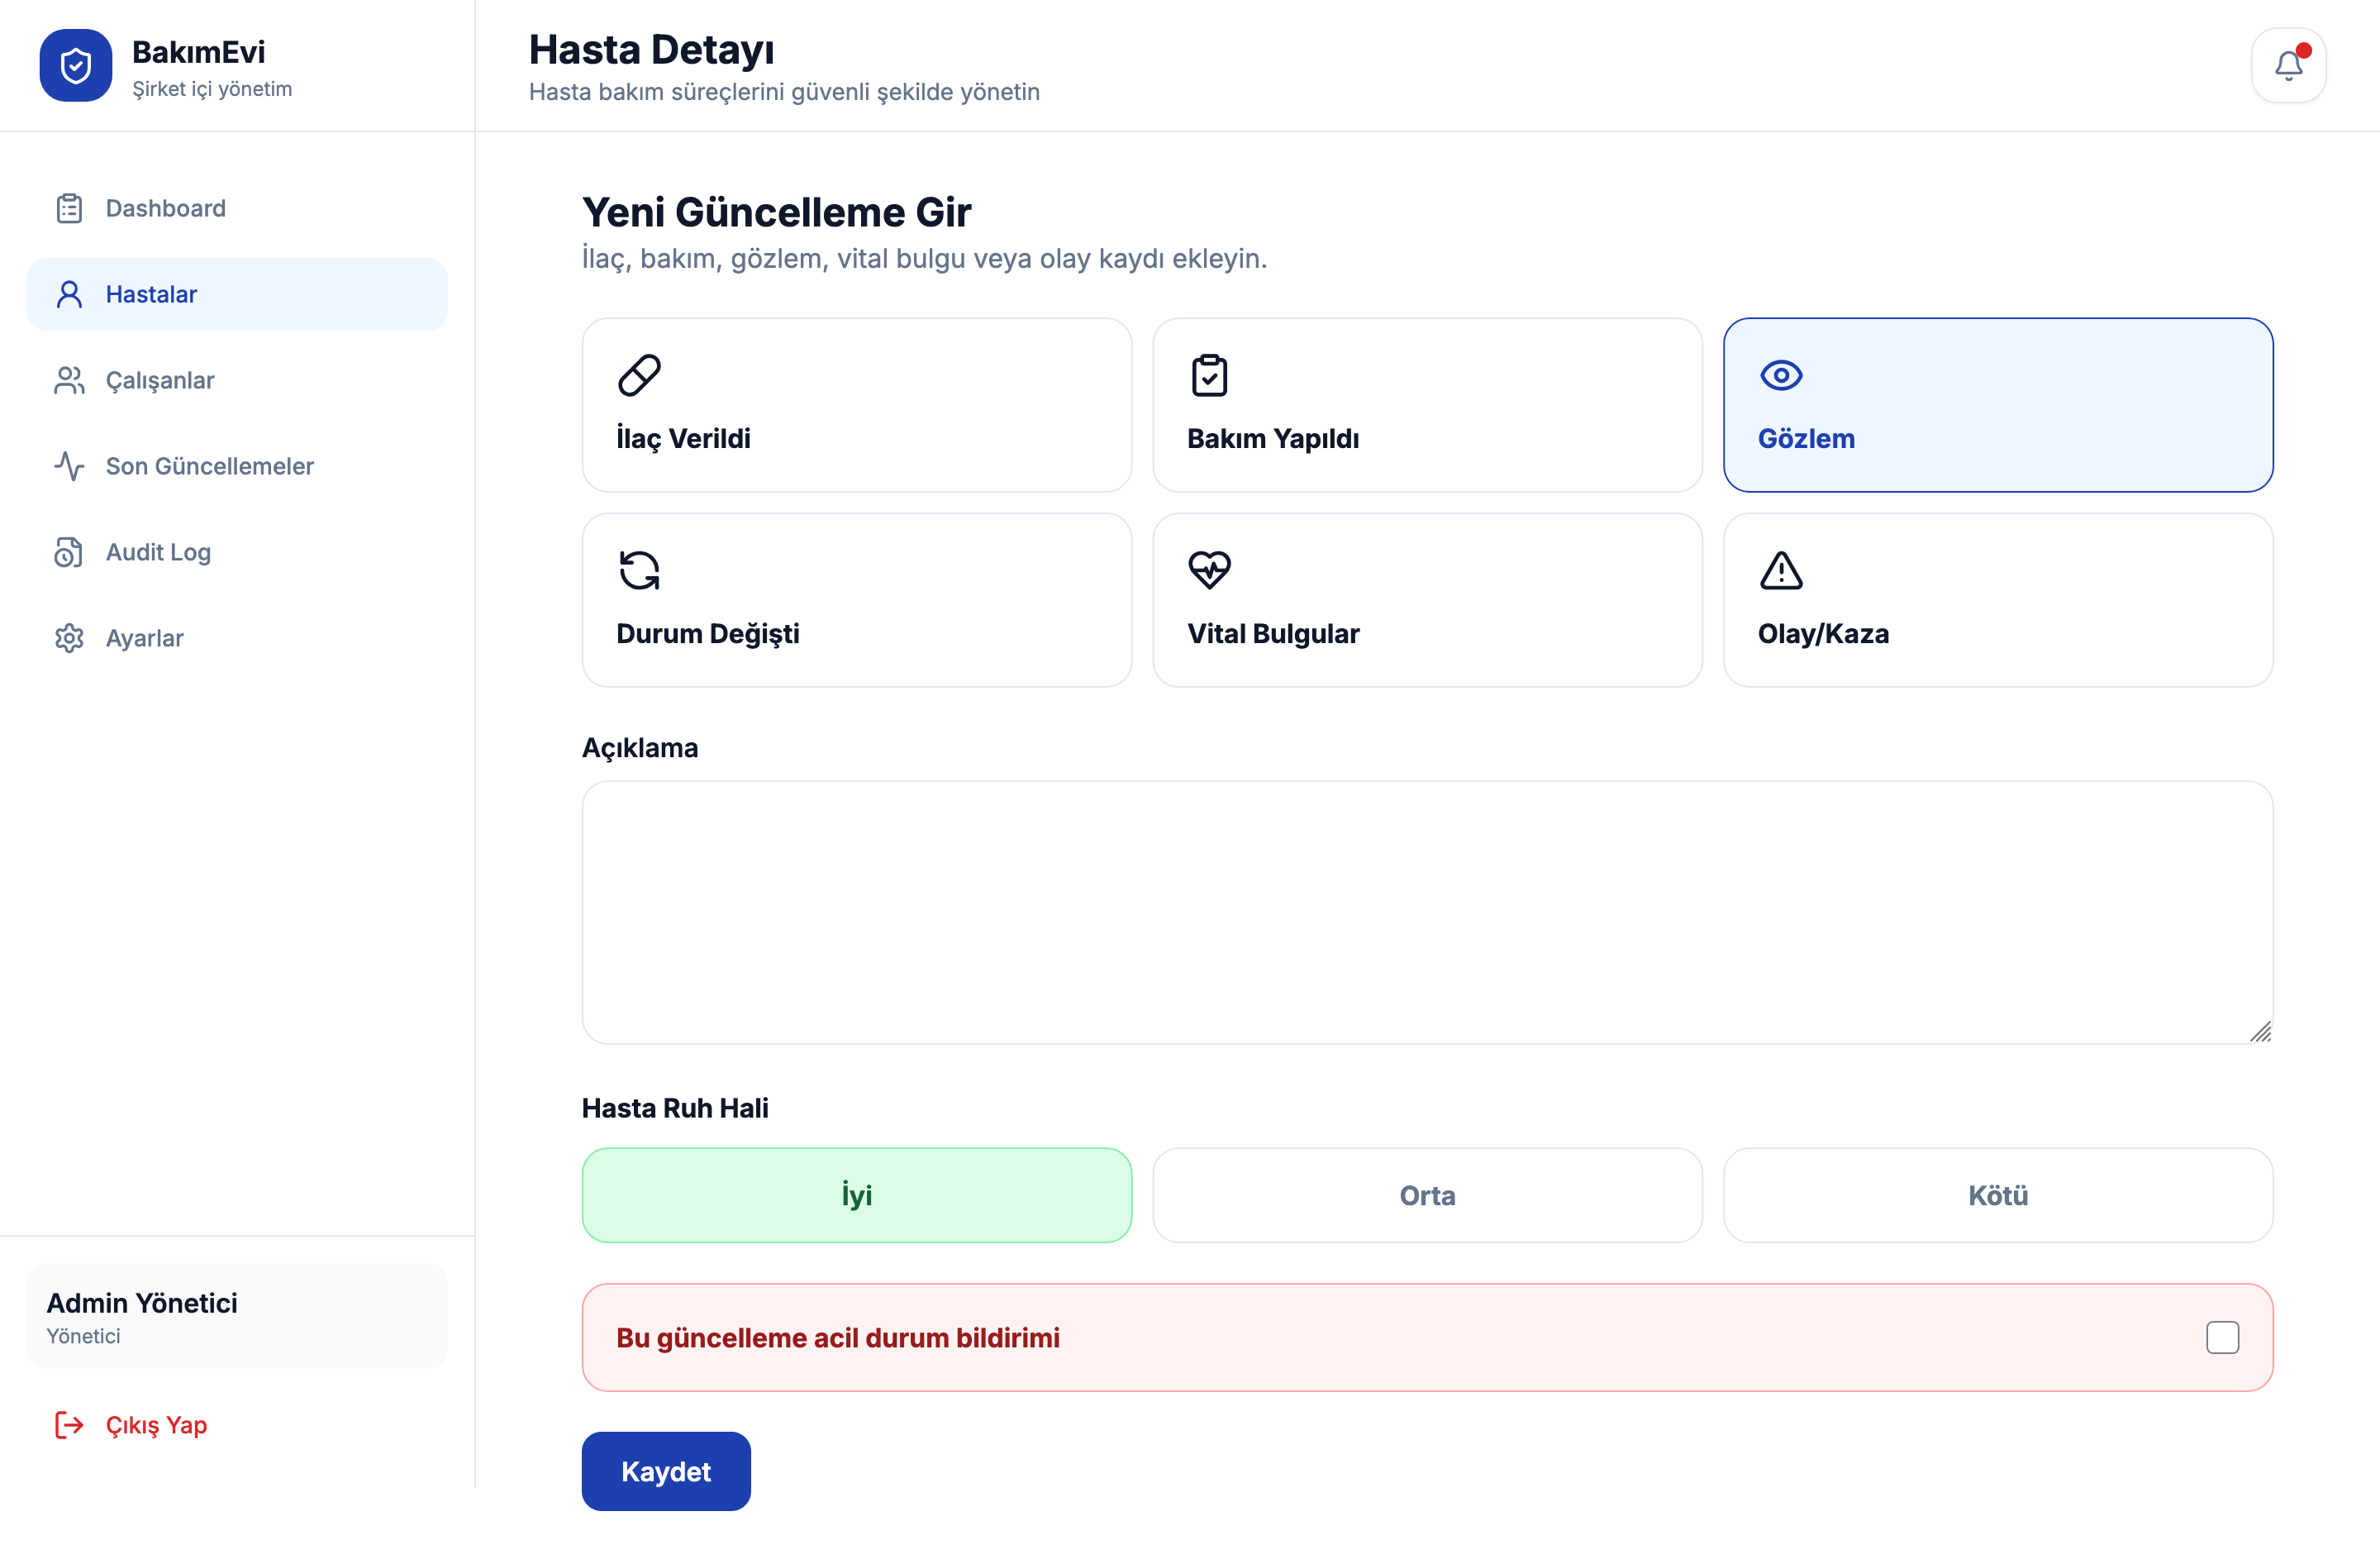 BakımEvi
Şirket içi yönetim
Dashboard
Hastalar
Çalışanlar
Son Güncellemeler
Audit Log
Ayarlar
Admin Yönetici
Yönetici
Çıkış Yap
Hasta Detayı
Hasta bakım süreçlerini güvenli şekilde yönetin
Yeni Güncelleme Gir
İlaç, bakım, gözlem, vital bulgu veya olay kaydı ekleyin.
İlaç Verildi
Bakım Yapıldı
Gözlem
Durum Değişti
Vital Bulgular
Olay/Kaza
Açıklama
Hasta Ruh Hali
İyi
Orta
Kötü
Bu güncelleme acil durum bildirimi
Kaydet